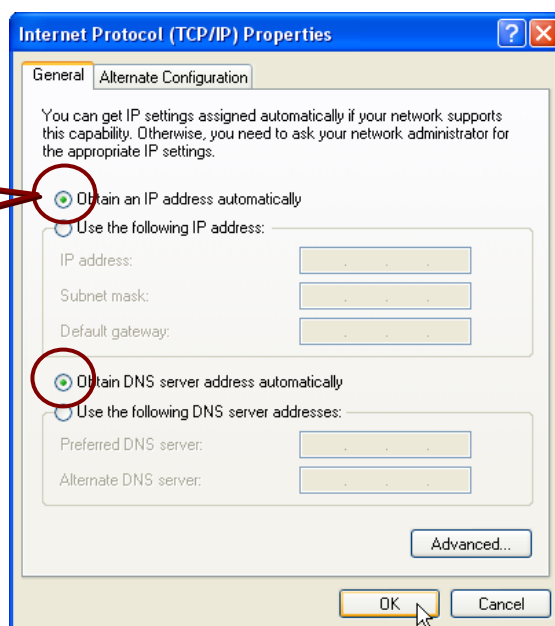 Internet Protocol (TCP/IP) Properties
General
Alternate Configuration
You can get IP settings assigned automatically if your network supports
this capability. Otherwise, you need to ask your network administrator for
the appropriate IP settings.
Obtain an IP address automatically
Use the following IP address:
IP address:
Subnet mask:
Default gateway:
Obtain DNS server address automatically
Use the following DNS server addresses:
Preferred DNS server:
Alternate DNS server:
Advanced...
OK
Cancel